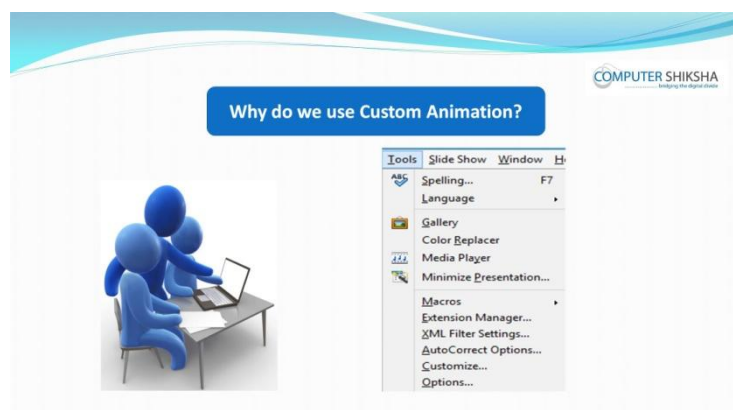 COMPUTER SHIKSHA
bridging the digital divide
Why do we use Custom Animation?
Tools Slide Show Window H
ABC Spelling... F7
Language
Gallery
Color Replacer
Media Player
Minimize Presentation...
Macros
Extension Manager...
XML Filter Settings...
AutoCorrect Options...
Customize...
Options...